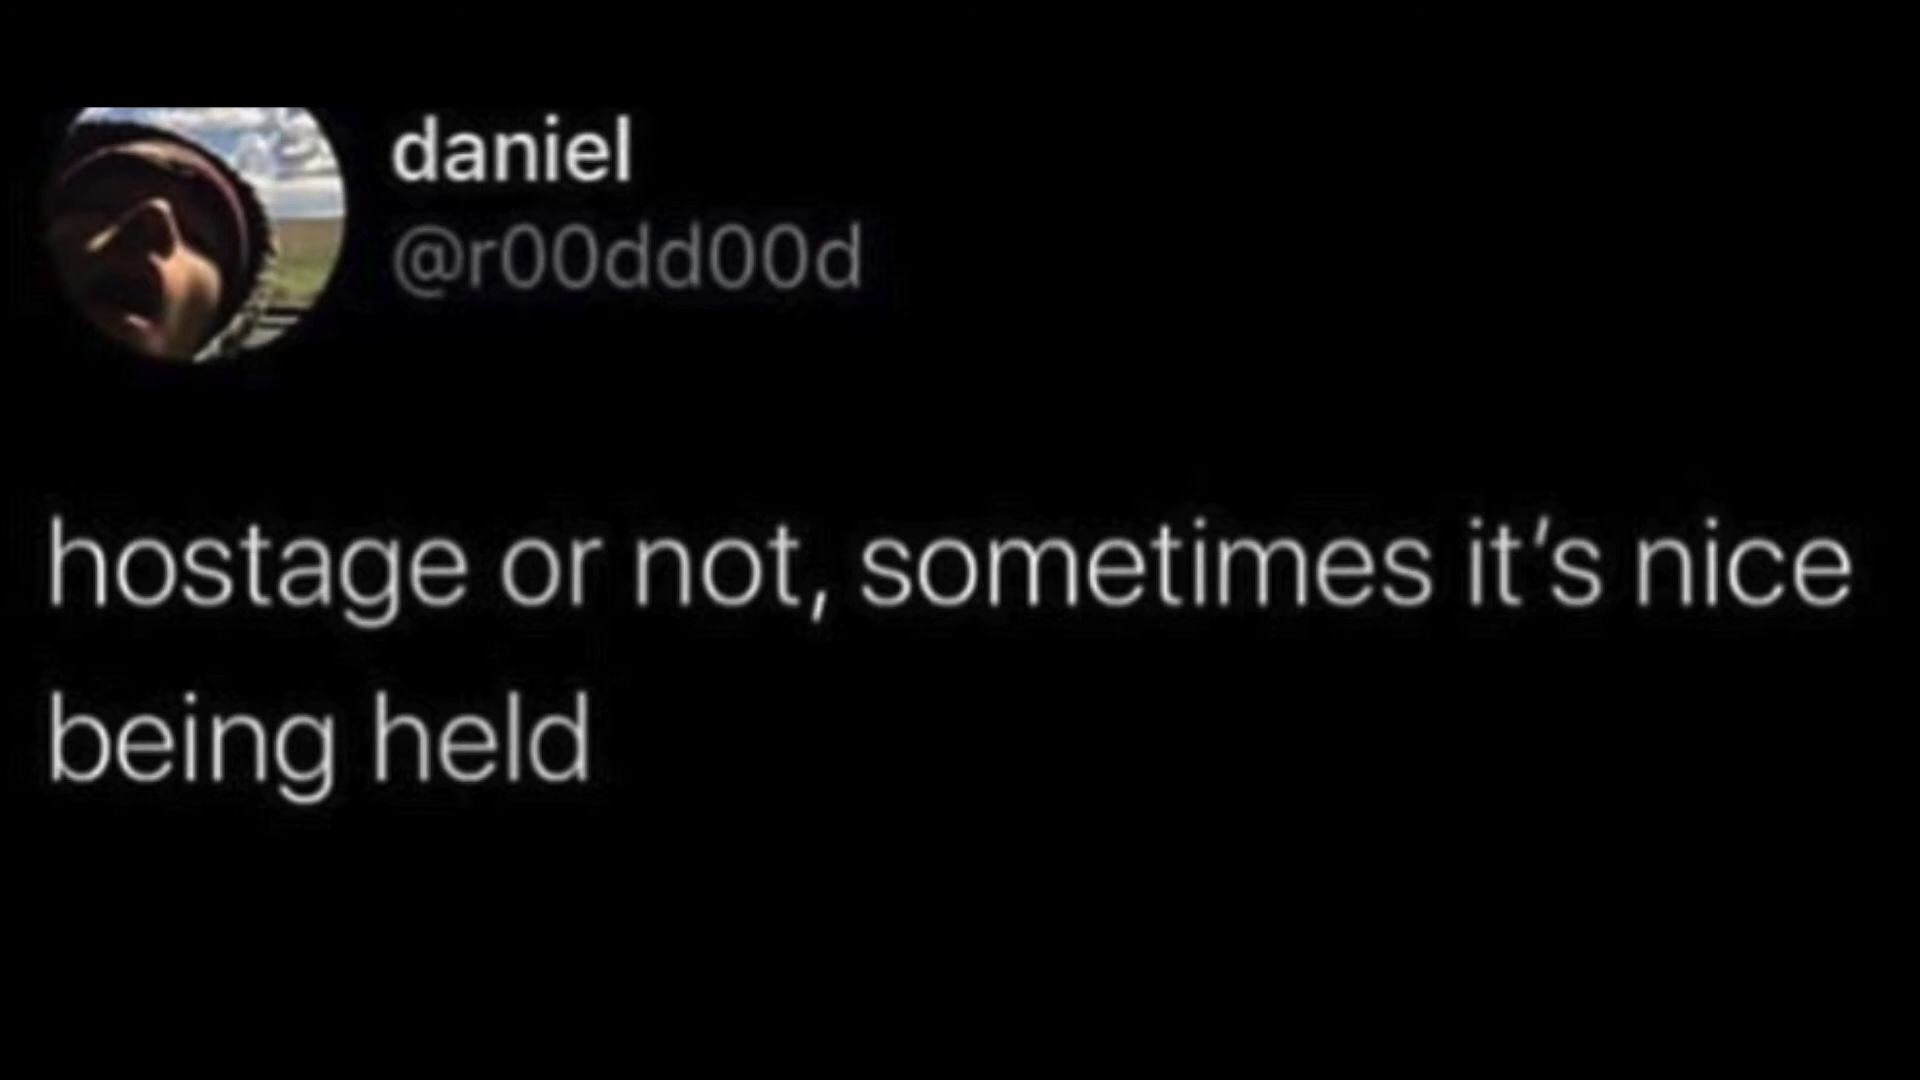 daniel
@r00dd00d
hostage or not, sometimes it's nice
being held